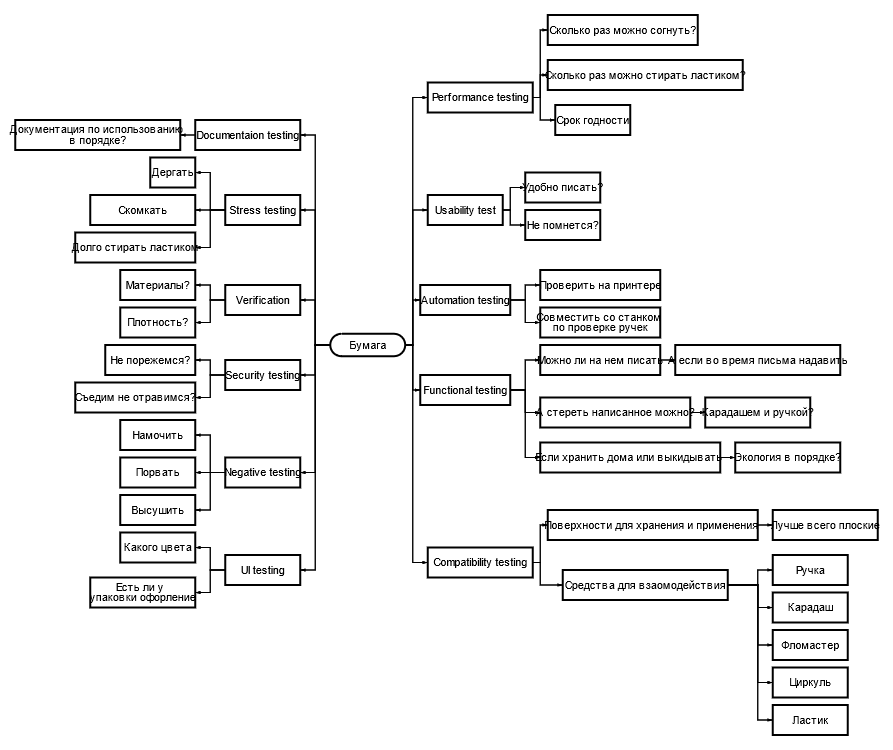 Сколько раз можно согнуть?
Сколько раз можно стирать ластиком?
Performance testing
Срок годности
Документация по использованию
в порядке?
Documentaion testing
Дергать
Скомкать
Stress testing
Долго стирать ластиком
Удобно писать?
Usability test
Не помнется?
Материалы?
Verification
Плотность?
Проверить на принтере
Automation testing
Совместить со станком
по проверке ручек
Бумага
Не порежемся?
Security testing
Съедим не отравимся?
Можно ли на нем писать
А если во время письма надавить
Functional testing
А стереть написанное можно?
Карадашем и ручкой?
Если хранить дома или выкидывать
Экология в порядке?
Намочить
Порвать
Negative testing
Высушить
Какого цвета
UI testing
Есть ли у
упаковки офорление
Поверхности для хранения и применения
Лучше всего плоские
Compatibility testing
Средства для взаомодействия
Ручка
Карадаш
Фломастер
Циркуль
Ластик